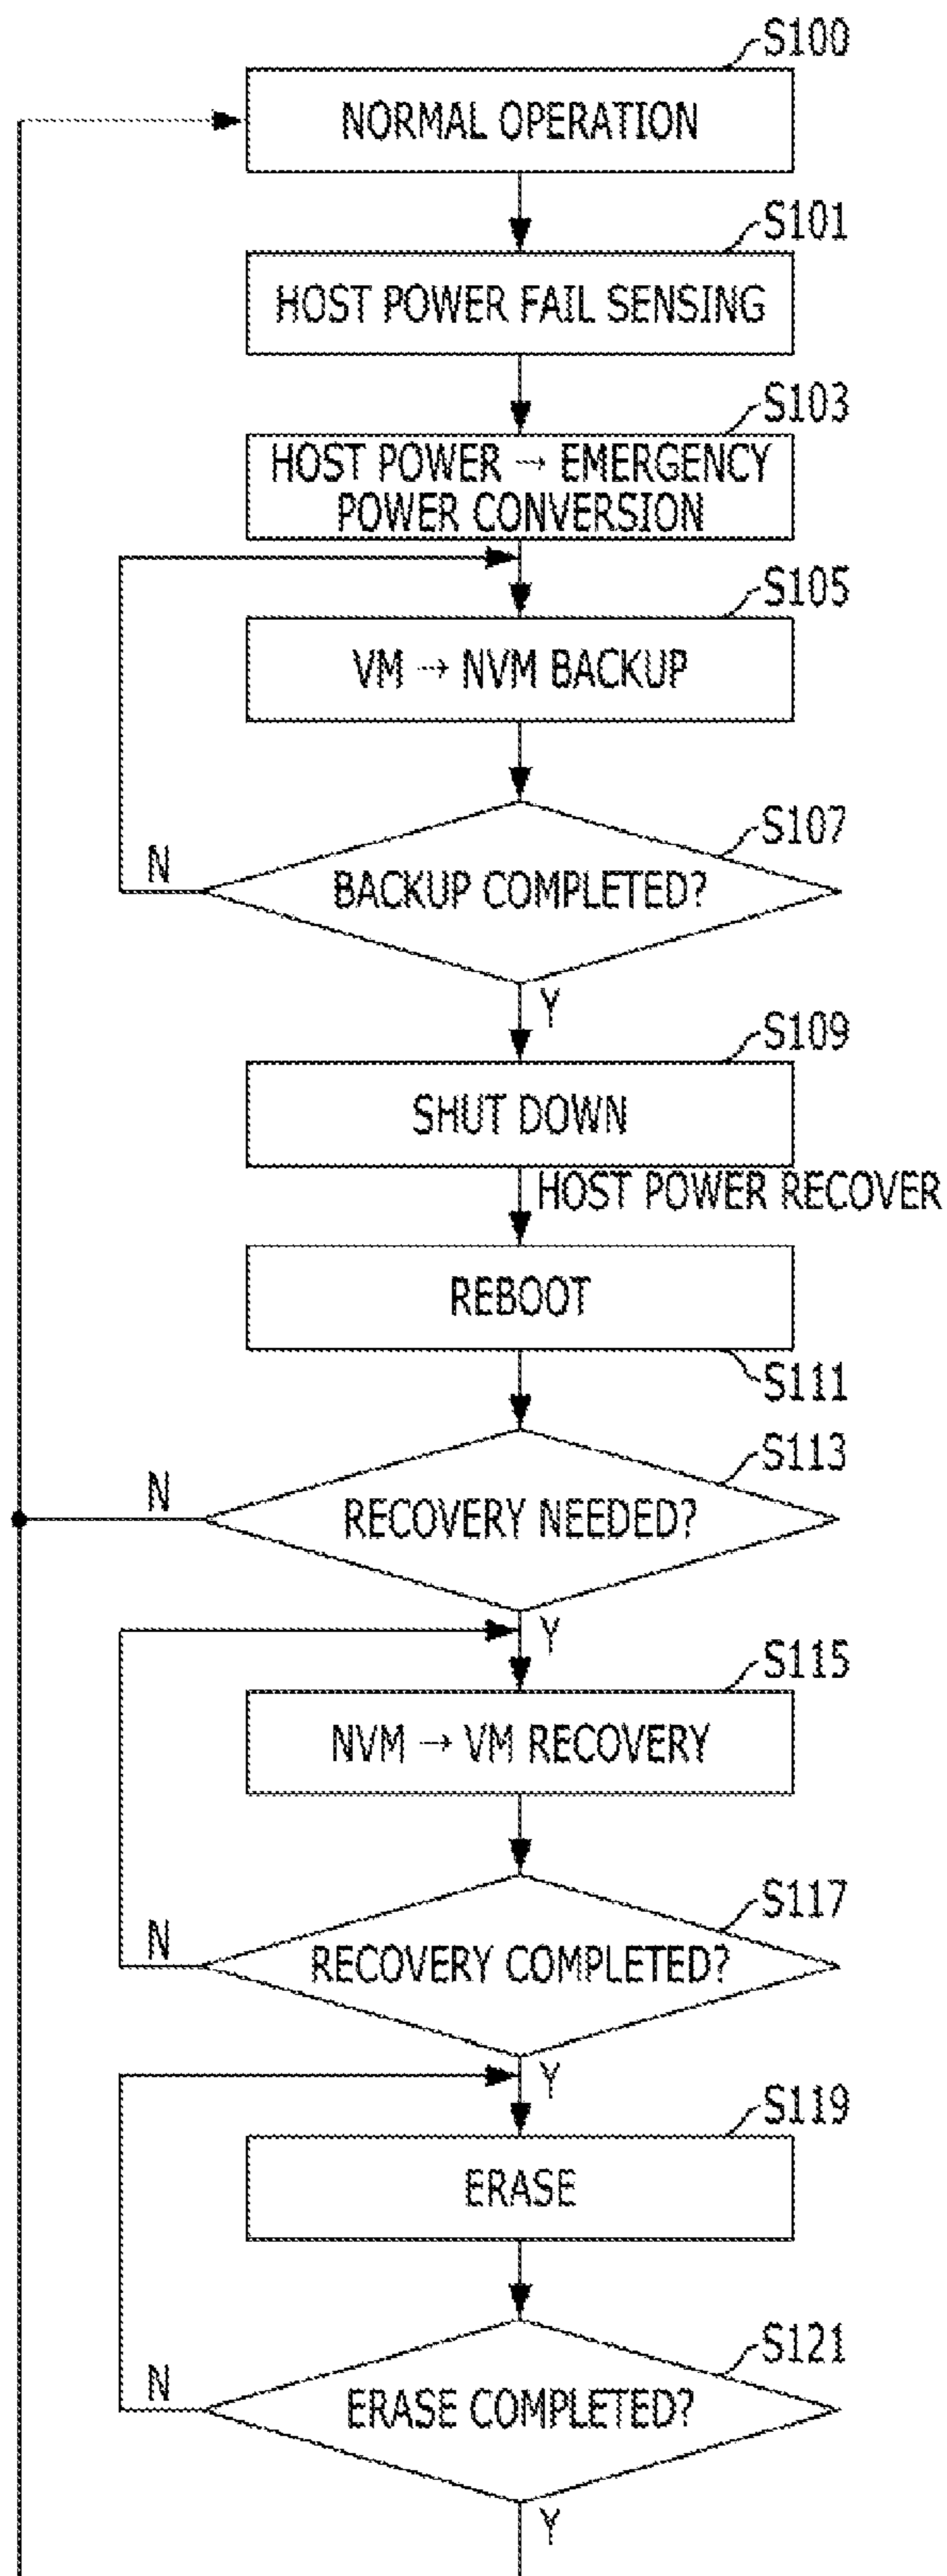 S100
NORMAL OPERATION
S101
HOST POWER FAIL SENSING
S103
HOST POWER → EMERGENCY
POWER CONVERSION
S105
VM → NVM BACKUP
S107
N
BACKUP COMPLETED?
Y
S109
SHUT DOWN
HOST POWER RECOVER
REBOOT
S111
S113
N
RECOVERY NEEDED?
Y
S115
NVM → VM RECOVERY
S117
N
RECOVERY COMPLETED?
Y
S119
ERASE
S121
N
ERASE COMPLETED?
Y